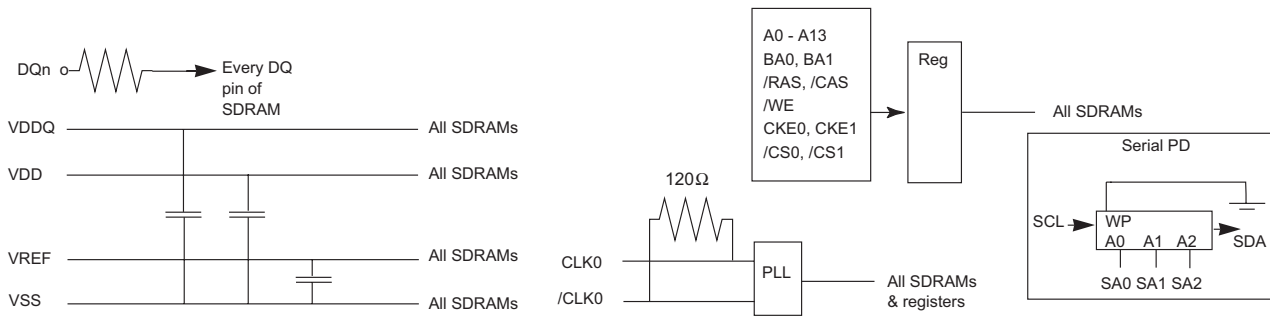 DQn
Every DQ
pin of
SDRAM
VDDQ
All SDRAMs
VDD
All SDRAMs
VREF
All SDRAMs
VSS
All SDRAMs
120Ω
CLK0
/CLK0
PLL
All SDRAMs
& registers
A0 - A13
BA0, BA1
/RAS, /CAS
/WE
CKE0, CKE1
/CS0, /CS1
Reg
All SDRAMs
Serial PD
SCL
WP
A0 A1 A2
SDA
SA0 SA1 SA2